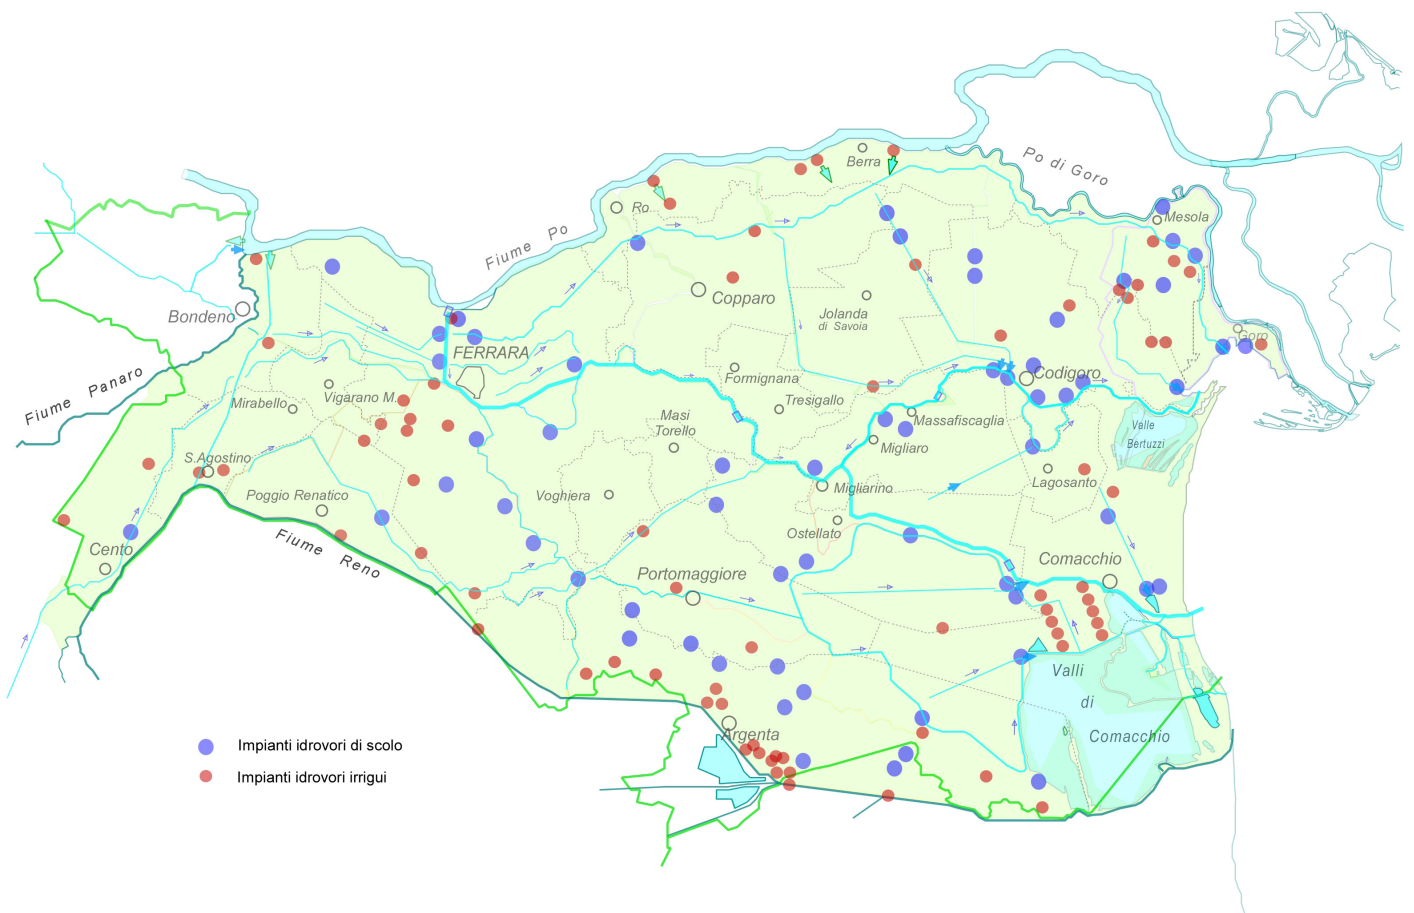 Po di Goro
Berra
Mesola
Ro
Fiume Po
Copparo
Bondeno
Jolanda
di Savoia
Goro
FERRARA
Fiume Panaro
Formignana
Codigoro
Mirabello
Vigarano M.
Tresigallo
Masi
Torello
Massafiscaglia
Valle
Bertuzzi
Migliaro
S.Agostino
Lagosanto
Poggio Renatico
Voghiera
Migliarino
Ostellato
Cento
Fiume Reno
Portomaggiore
Comacchio
Valli
di
Comacchio
Argenta
Impianti idrovori di scolo
Impianti idrovori irrigui